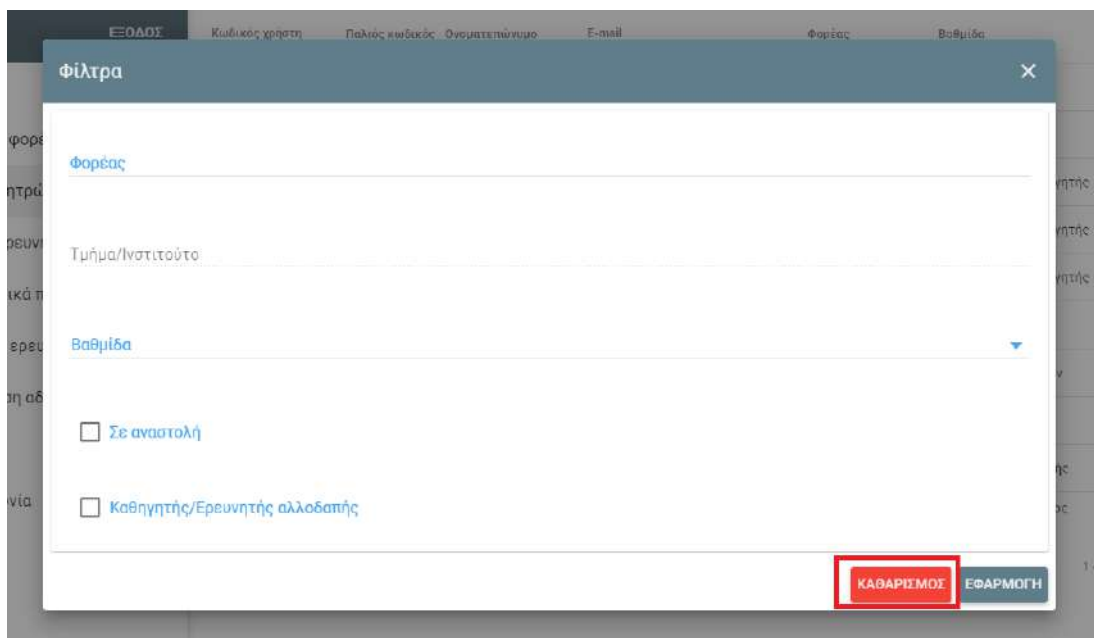 ΕΞΟΔΟΣ
Κωδικός χρήστη Παλιός κωδικός Ονοματεπώνυμο E-mail Φορέας Βαθμίδα
Φίλτρα
Φορέας
Τμήμα/Ινστιτούτο
Βαθμίδα
Σε αναστολή
Καθηγητής/Ερευνητής αλλοδαπής
ΚΑΘΑΡΙΣΜΟΣ ΕΦΑΡΜΟΓΗ